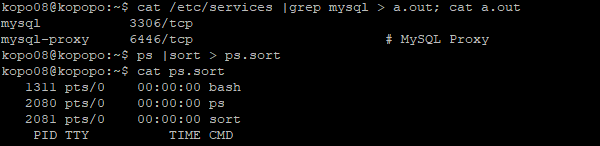 kopo08@kopopo:~$ cat /etc/services |grep mysql > a.out; cat a.out
mysql           3306/tcp
mysql-proxy     6446/tcp                        # MySQL Proxy
kopo08@kopopo:~$ ps |sort > ps.sort
kopo08@kopopo:~$ cat ps.sort
   1311 pts/0    00:00:00 bash
   2080 pts/0    00:00:00 ps
   2081 pts/0    00:00:00 sort
    PID TTY          TIME CMD